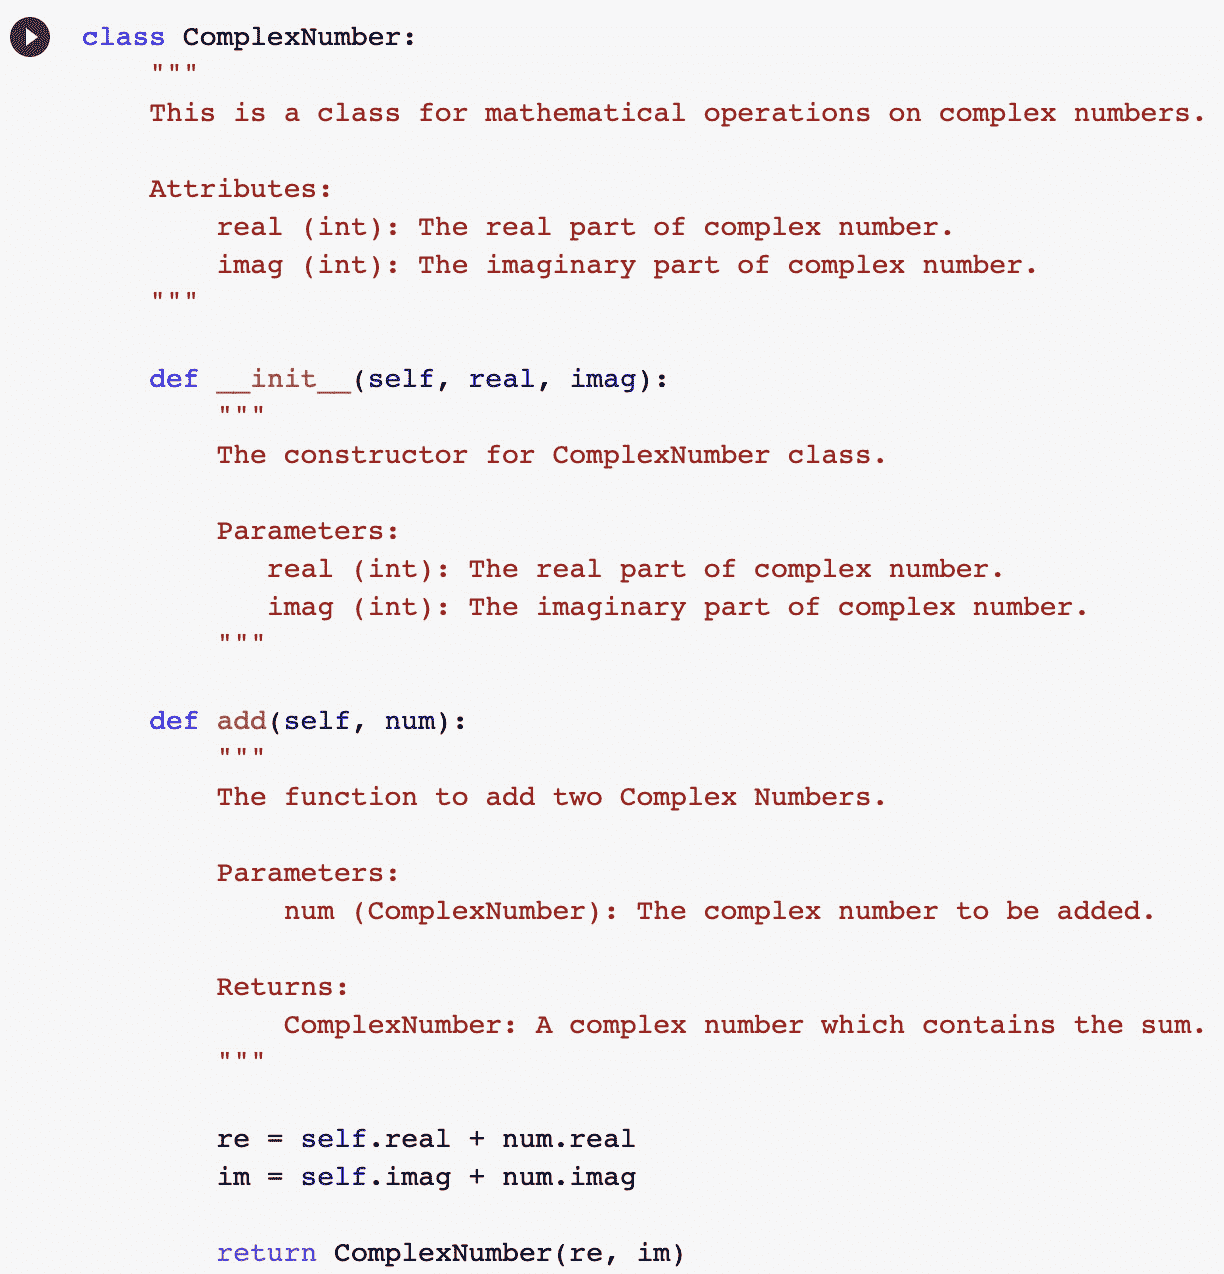 class ComplexNumber:
    """
    This is a class for mathematical operations on complex numbers.

    Attributes:
        real (int): The real part of complex number.
        imag (int): The imaginary part of complex number.
    """

    def __init__(self, real, imag):
        """
        The constructor for ComplexNumber class.

        Parameters:
           real (int): The real part of complex number.
           imag (int): The imaginary part of complex number.
        """

    def add(self, num):
        """
        The function to add two Complex Numbers.

        Parameters:
            num (ComplexNumber): The complex number to be added.

        Returns:
            ComplexNumber: A complex number which contains the sum.
        """

        re = self.real + num.real
        im = self.imag + num.imag

        return ComplexNumber(re, im)